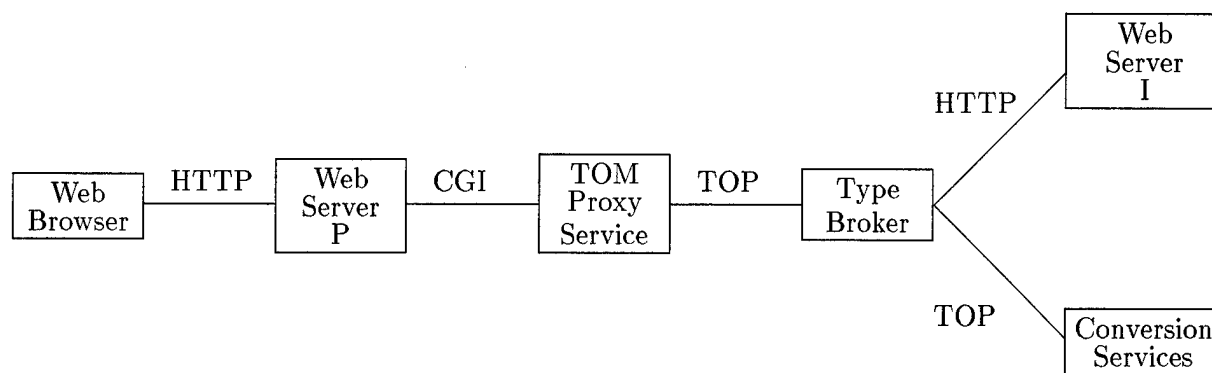 Web
Server
I
HTTP
Web
Browser
HTTP
Web
Server
P
CGI
TOM
Proxy
Service
TOP
Type
Broker
TOP
Conversion
Services